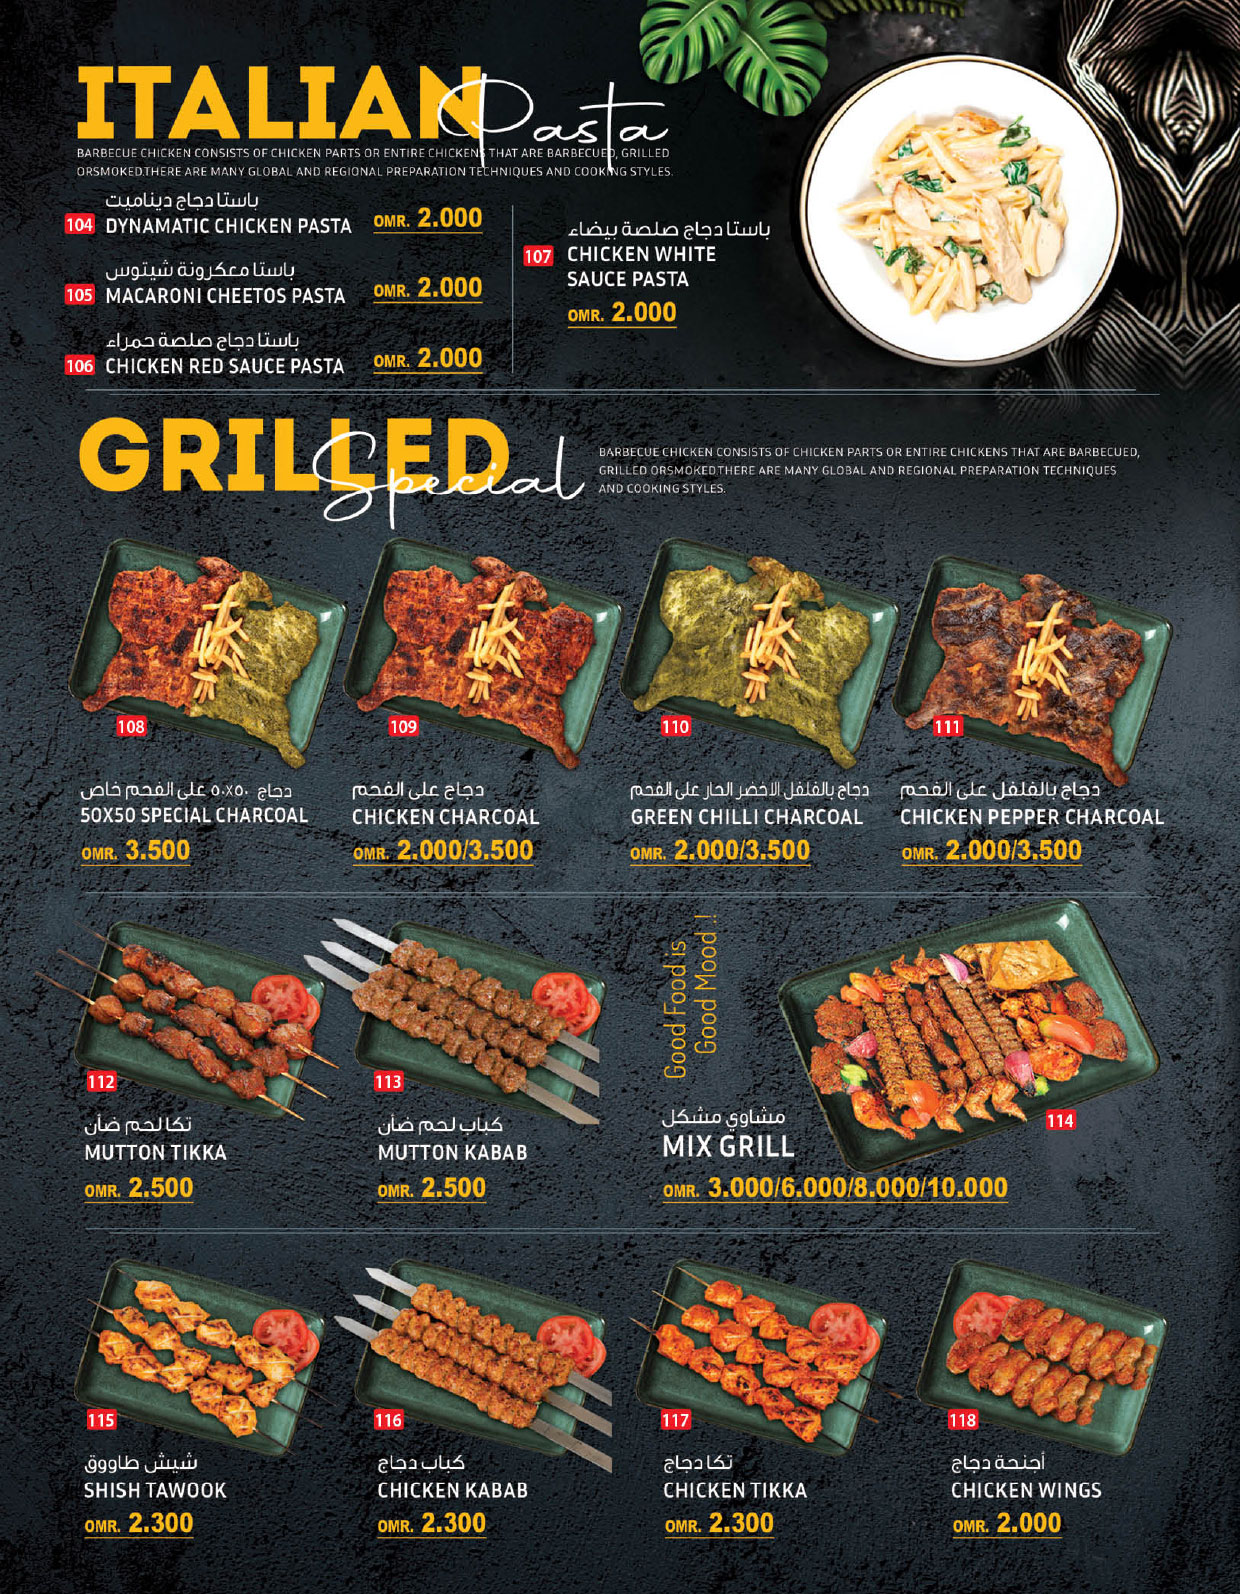 ITALIAN Pasta
BARBECUE CHICKEN CONSISTS OF CHICKEN PARTS OR ENTIRE CHICKENS THAT ARE BARBECUED, GRILLED
ORSMOKED.THERE ARE MANY GLOBAL AND REGIONAL PREPARATION TECHNIQUES AND COOKING STYLES.
باستا دجاج ديناميت
104 DYNAMATIC CHICKEN PASTA OMR. 2.000
باستا معكرونة شيتوس
105 MACARONI CHEETOS PASTA OMR. 2.000
باستا دجاج صلصة حمراء
106 CHICKEN RED SAUCE PASTA OMR. 2.000
باستا دجاج صلصة بيضاء
107 CHICKEN WHITE
SAUCE PASTA
OMR. 2.000
GRILLED Special
BARBECUE CHICKEN CONSISTS OF CHICKEN PARTS OR ENTIRE CHICKENS THAT ARE BARBECUED,
GRILLED ORSMOKED.THERE ARE MANY GLOBAL AND REGIONAL PREPARATION TECHNIQUES
AND COOKING STYLES.
108
دجاج ٥٠x٥٠ على الفحم خاص
50X50 SPECIAL CHARCOAL
OMR. 3.500
109
دجاج على الفحم
CHICKEN CHARCOAL
OMR. 2.000/3.500
110
دجاج بالفلفل الاخضر الحار على الفحم
GREEN CHILLI CHARCOAL
OMR. 2.000/3.500
111
دجاج بالفلفل على الفحم
CHICKEN PEPPER CHARCOAL
OMR. 2.000/3.500
112
تكا لحم ضأن
MUTTON TIKKA
OMR. 2.500
113
كباب لحم ضأن
MUTTON KABAB
OMR. 2.500
Good Food is
Good Mood .!
114
مشاوي مشكل
MIX GRILL
OMR. 3.000/6.000/8.000/10.000
115
شيش طاووق
SHISH TAWOOK
OMR. 2.300
116
كباب دجاج
CHICKEN KABAB
OMR. 2.300
117
تكا دجاج
CHICKEN TIKKA
OMR. 2.300
118
أجنحة دجاج
CHICKEN WINGS
OMR. 2.000